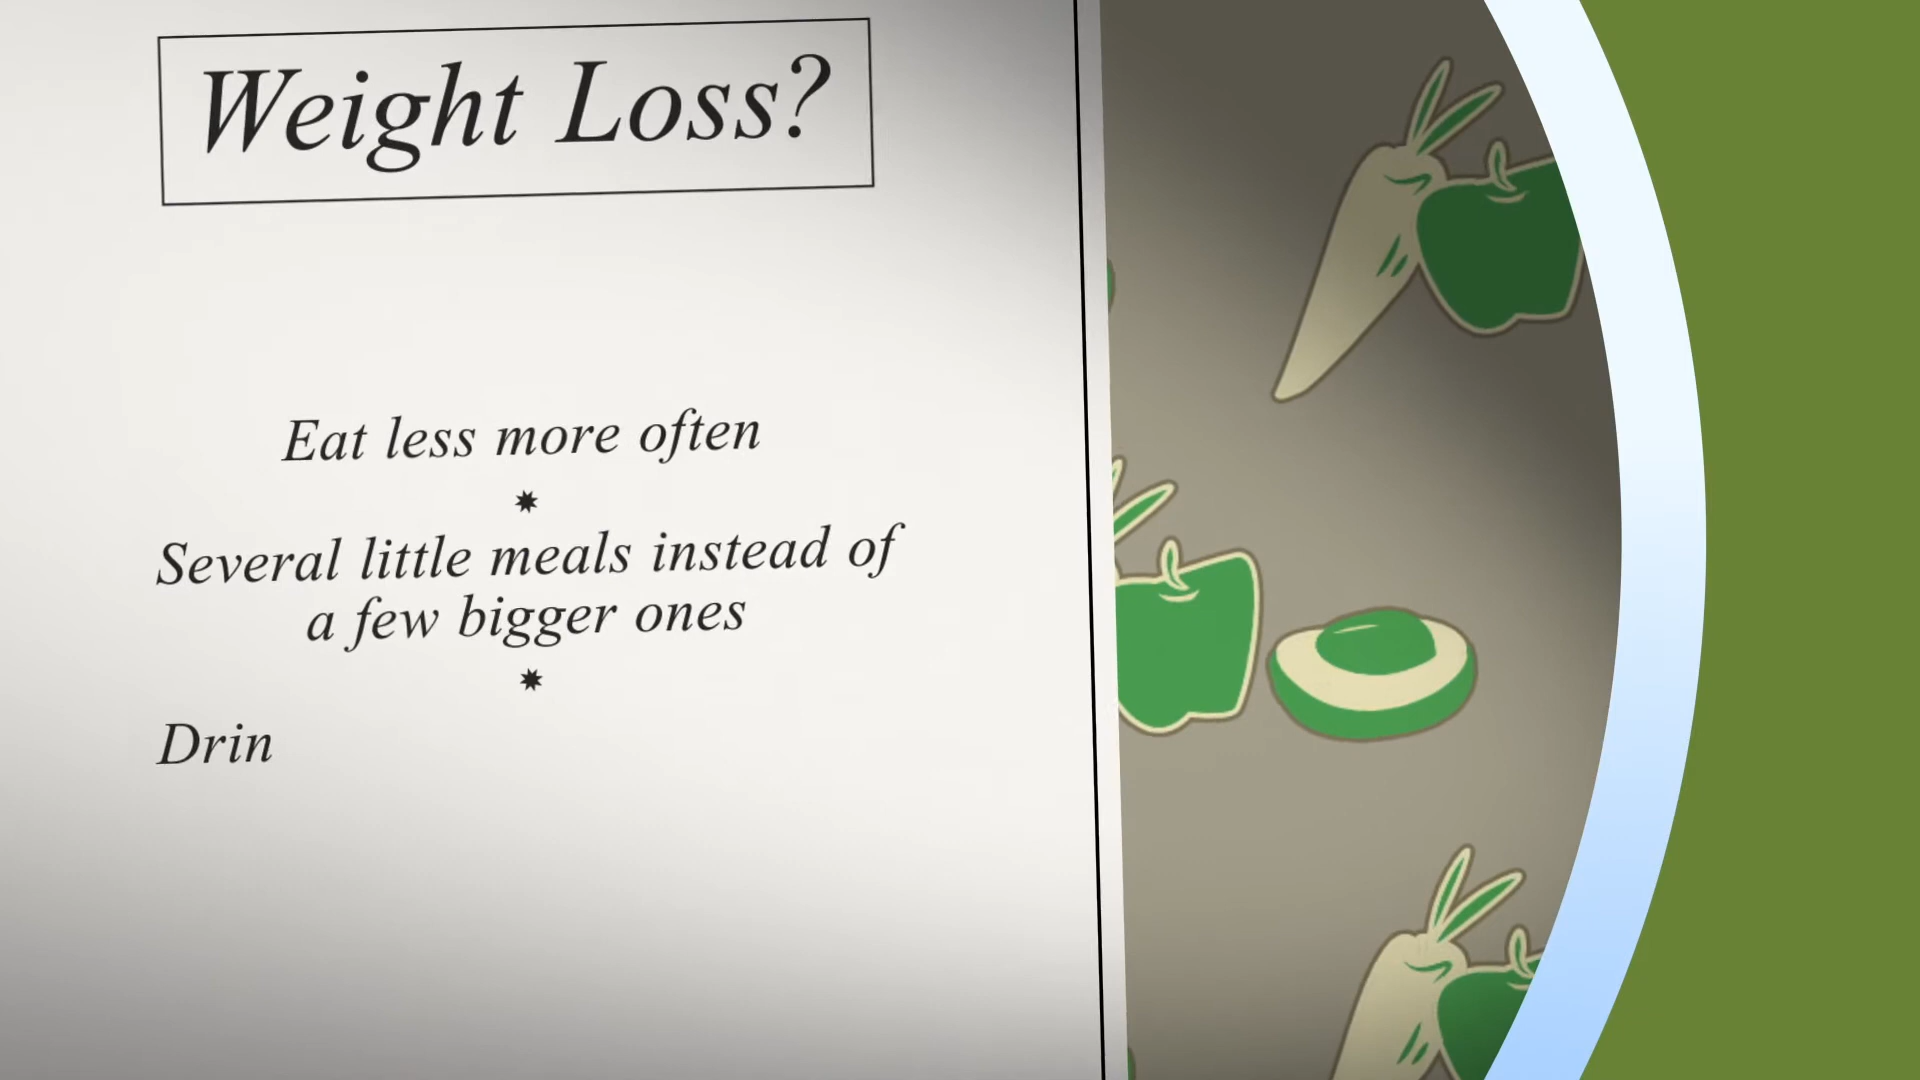 Weight Loss?
Eat less more often
Several little meals instead of
a few bigger ones
Drin